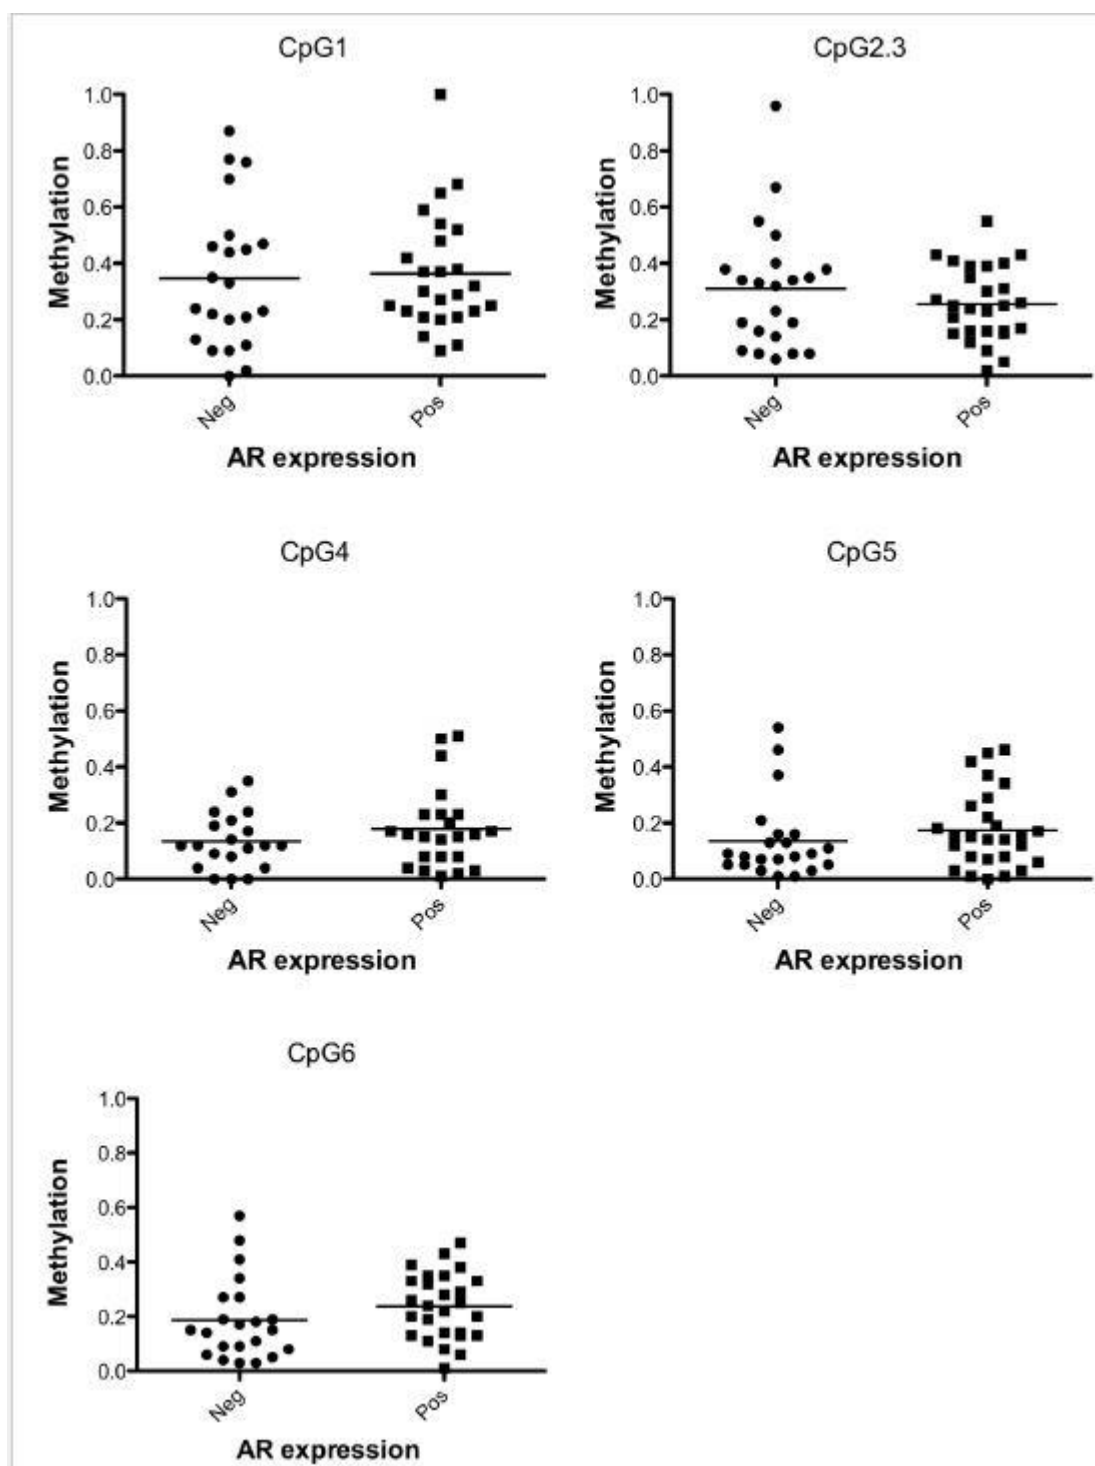 CpG1
1.0
0.8
0.6
0.4
0.2
0.0
Methylation
Neg
Pos
AR expression
CpG2.3
1.0
0.8
0.6
0.4
0.2
0.0
Methylation
Neg
Pos
AR expression
CpG4
1.0
0.8
0.6
0.4
0.2
0.0
Methylation
Neg
Pos
AR expression
CpG5
1.0
0.8
0.6
0.4
0.2
0.0
Methylation
Neg
Pos
AR expression
CpG6
1.0
0.8
0.6
0.4
0.2
0.0
Methylation
Neg
Pos
AR expression